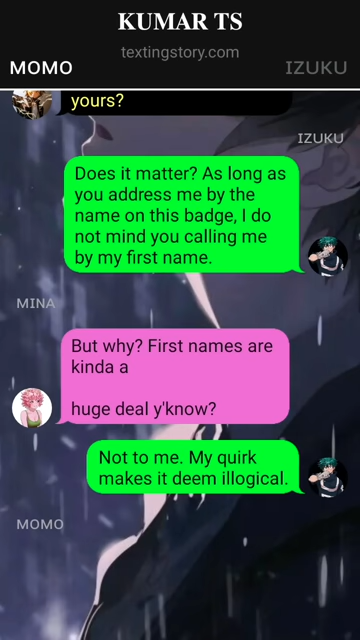 KUMAR TS
textingstory.com
MOMO
IZUKU
yours?
IZUKU
Does it matter? As long as
you address me by the
name on this badge, I do
not mind you calling me
by my first name.
MINA
But why? First names are
kinda a
huge deal y'know?
Not to me. My quirk
makes it deem illogical.
MOMO